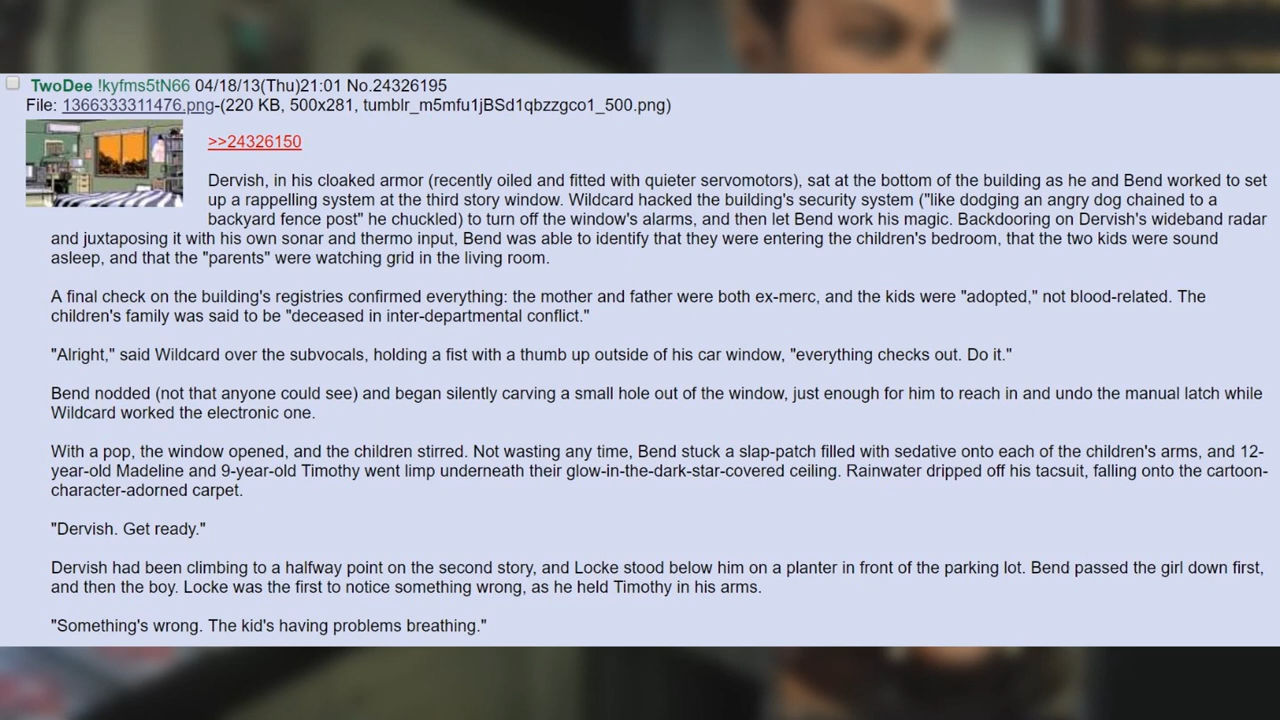 TwoDee !kyfms5tN66 04/18/13(Thu)21:01 No.24326195
File: 1366333311476.png-(220 KB, 500x281, tumblr_m5mfu1jBSd1qbzzgco1_500.png)
>>24326150
Dervish, in his cloaked armor (recently oiled and fitted with quieter servomotors), sat at the bottom of the building as he and Bend worked to set
up a rappelling system at the third story window. Wildcard hacked the building's security system ("like dodging an angry dog chained to a
backyard fence post" he chuckled) to turn off the window's alarms, and then let Bend work his magic. Backdooring on Dervish's wideband radar
and juxtaposing it with his own sonar and thermo input, Bend was able to identify that they were entering the children's bedroom, that the two kids were sound
asleep, and that the "parents" were watching grid in the living room.
A final check on the building's registries confirmed everything: the mother and father were both ex-merc, and the kids were "adopted," not blood-related. The
children's family was said to be "deceased in inter-departmental conflict."
"Alright," said Wildcard over the subvocals, holding a fist with a thumb up outside of his car window, "everything checks out. Do it."
Bend nodded (not that anyone could see) and began silently carving a small hole out of the window, just enough for him to reach in and undo the manual latch while
Wildcard worked the electronic one.
With a pop, the window opened, and the children stirred. Not wasting any time, Bend stuck a slap-patch filled with sedative onto each of the children's arms, and 12-
year-old Madeline and 9-year-old Timothy went limp underneath their glow-in-the-dark-star-covered ceiling. Rainwater dripped off his tacsuit, falling onto the cartoon-
character-adorned carpet.
"Dervish. Get ready."
Dervish had been climbing to a halfway point on the second story, and Locke stood below him on a planter in front of the parking lot. Bend passed the girl down first,
and then the boy. Locke was the first to notice something wrong, as he held Timothy in his arms.
"Something's wrong. The kid's having problems breathing."